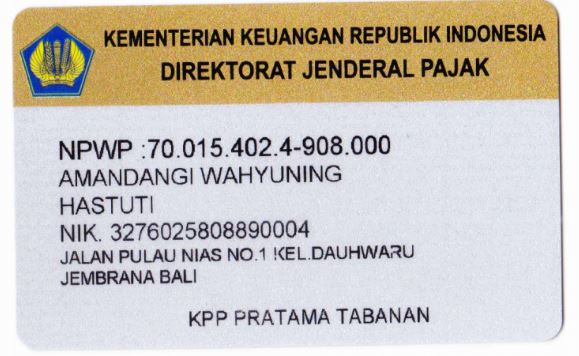 KEMENTERIAN KEUANGAN REPUBLIK INDONESIA
DIREKTORAT JENDERAL PAJAK
NPWP :70.015.402.4-908.000
AMANDANGI WAHYUNING
HASTUTI
NIK. 3276025808890004
JALAN PULAU NIAS NO.1 KEL.DAUHWARU
JEMBRANA BALI
KPP PRATAMA TABANAN